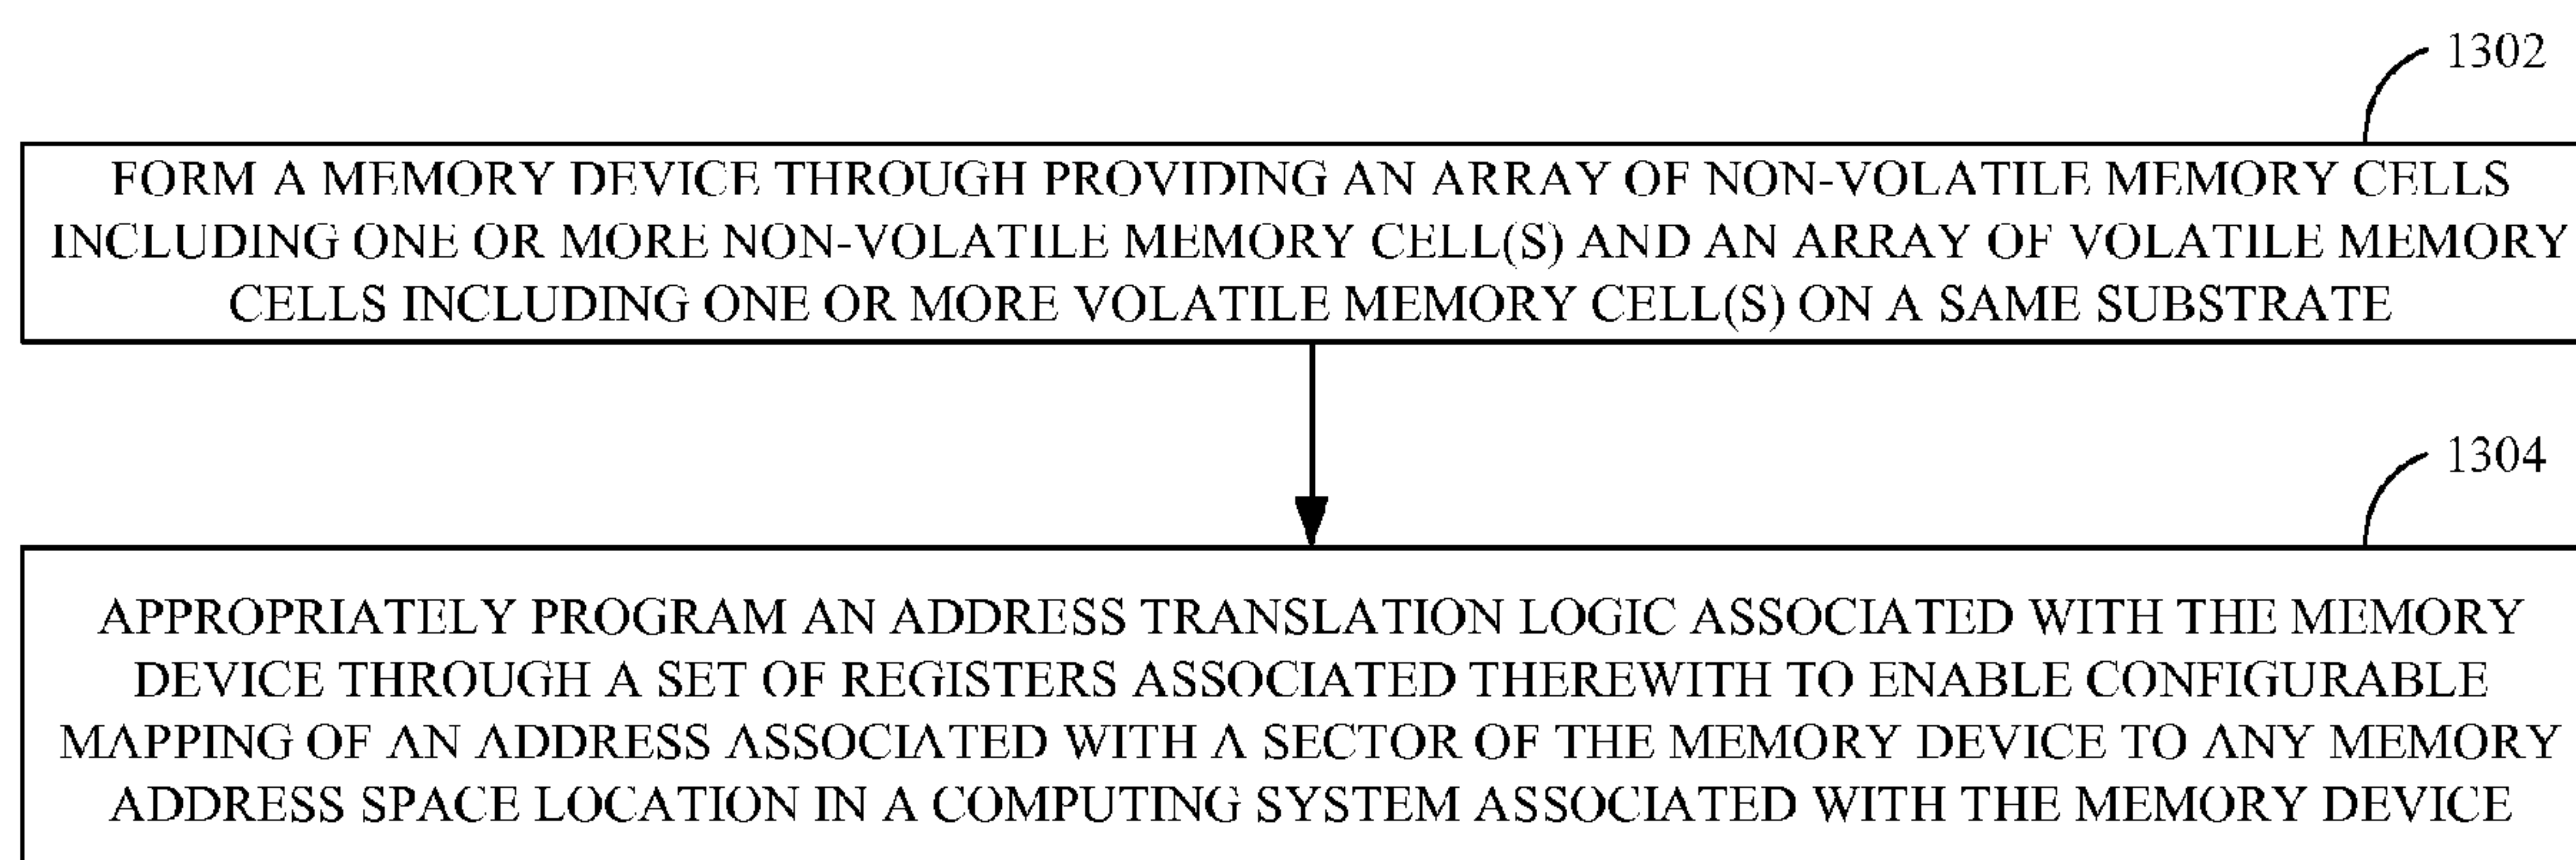 1302
FORM A MEMORY DEVICE THROUGH PROVIDING AN ARRAY OF NON-VOLATILE MEMORY CELLS
INCLUDING ONE OR MORE NON-VOLATILE MEMORY CELL(S) AND AN ARRAY OF VOLATILE MEMORY
CELLS INCLUDING ONE OR MORE VOLATILE MEMORY CELL(S) ON A SAME SUBSTRATE
1304
APPROPRIATELY PROGRAM AN ADDRESS TRANSLATION LOGIC ASSOCIATED WITH THE MEMORY
DEVICE THROUGH A SET OF REGISTERS ASSOCIATED THEREWITH TO ENABLE CONFIGURABLE
MAPPING OF AN ADDRESS ASSOCIATED WITH A SECTOR OF THE MEMORY DEVICE TO ANY MEMORY
ADDRESS SPACE LOCATION IN A COMPUTING SYSTEM ASSOCIATED WITH THE MEMORY DEVICE